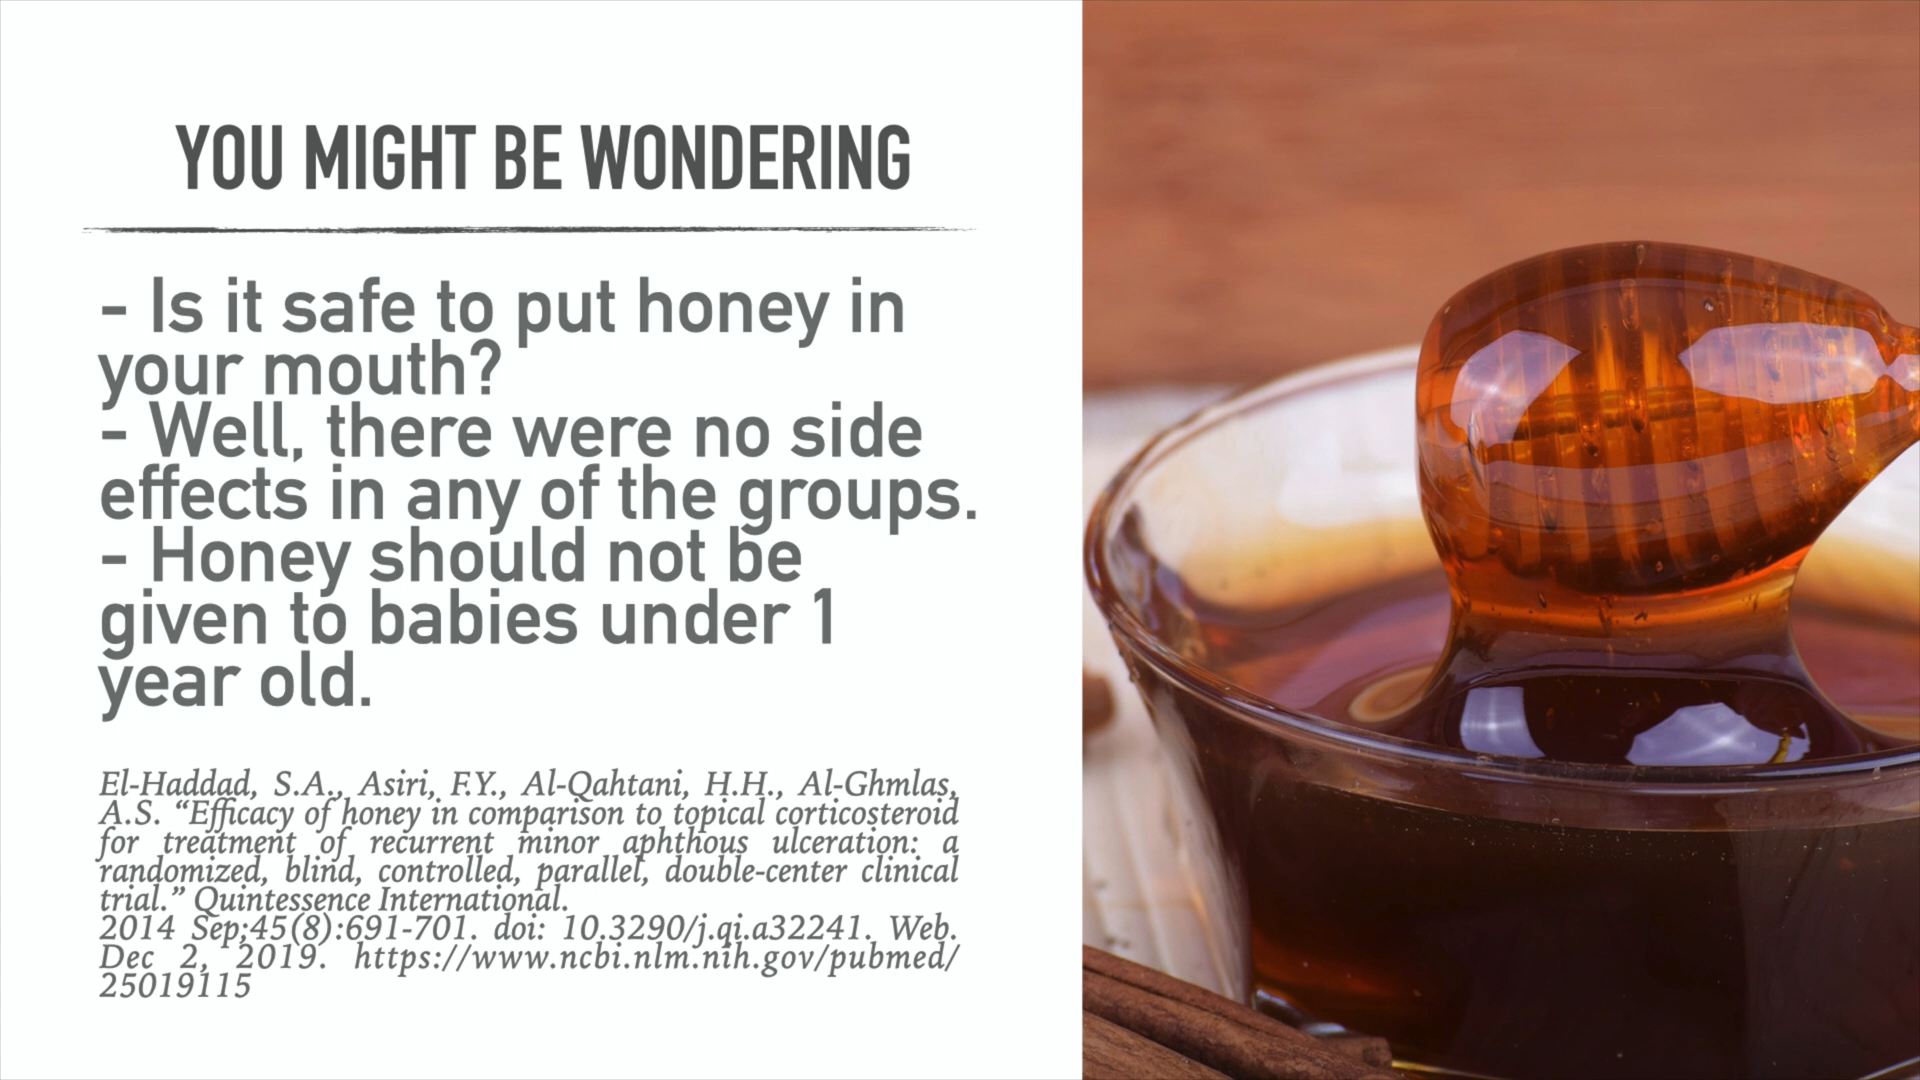 YOU MIGHT BE WONDERING
- Is it safe to put honey in
your mouth?
- Well, there were no side
effects in any of the groups.
- Honey should not be
given to babies under 1
year old.
El-Haddad, S.A., Asiri, F.Y., Al-Qahtani, H.H., Al-Ghmlas,
A.S. “Efficacy of honey in comparison to topical corticosteroid
for treatment of recurrent minor aphthous ulceration: a
randomized, blind, controlled, parallel, double-center clinical
trial.” Quintessence International.
2014 Sep;45(8):691-701. doi: 10.3290/j.qi.a32241. Web.
Dec 2, 2019. https://www.ncbi.nlm.nih.gov/pubmed/
25019115